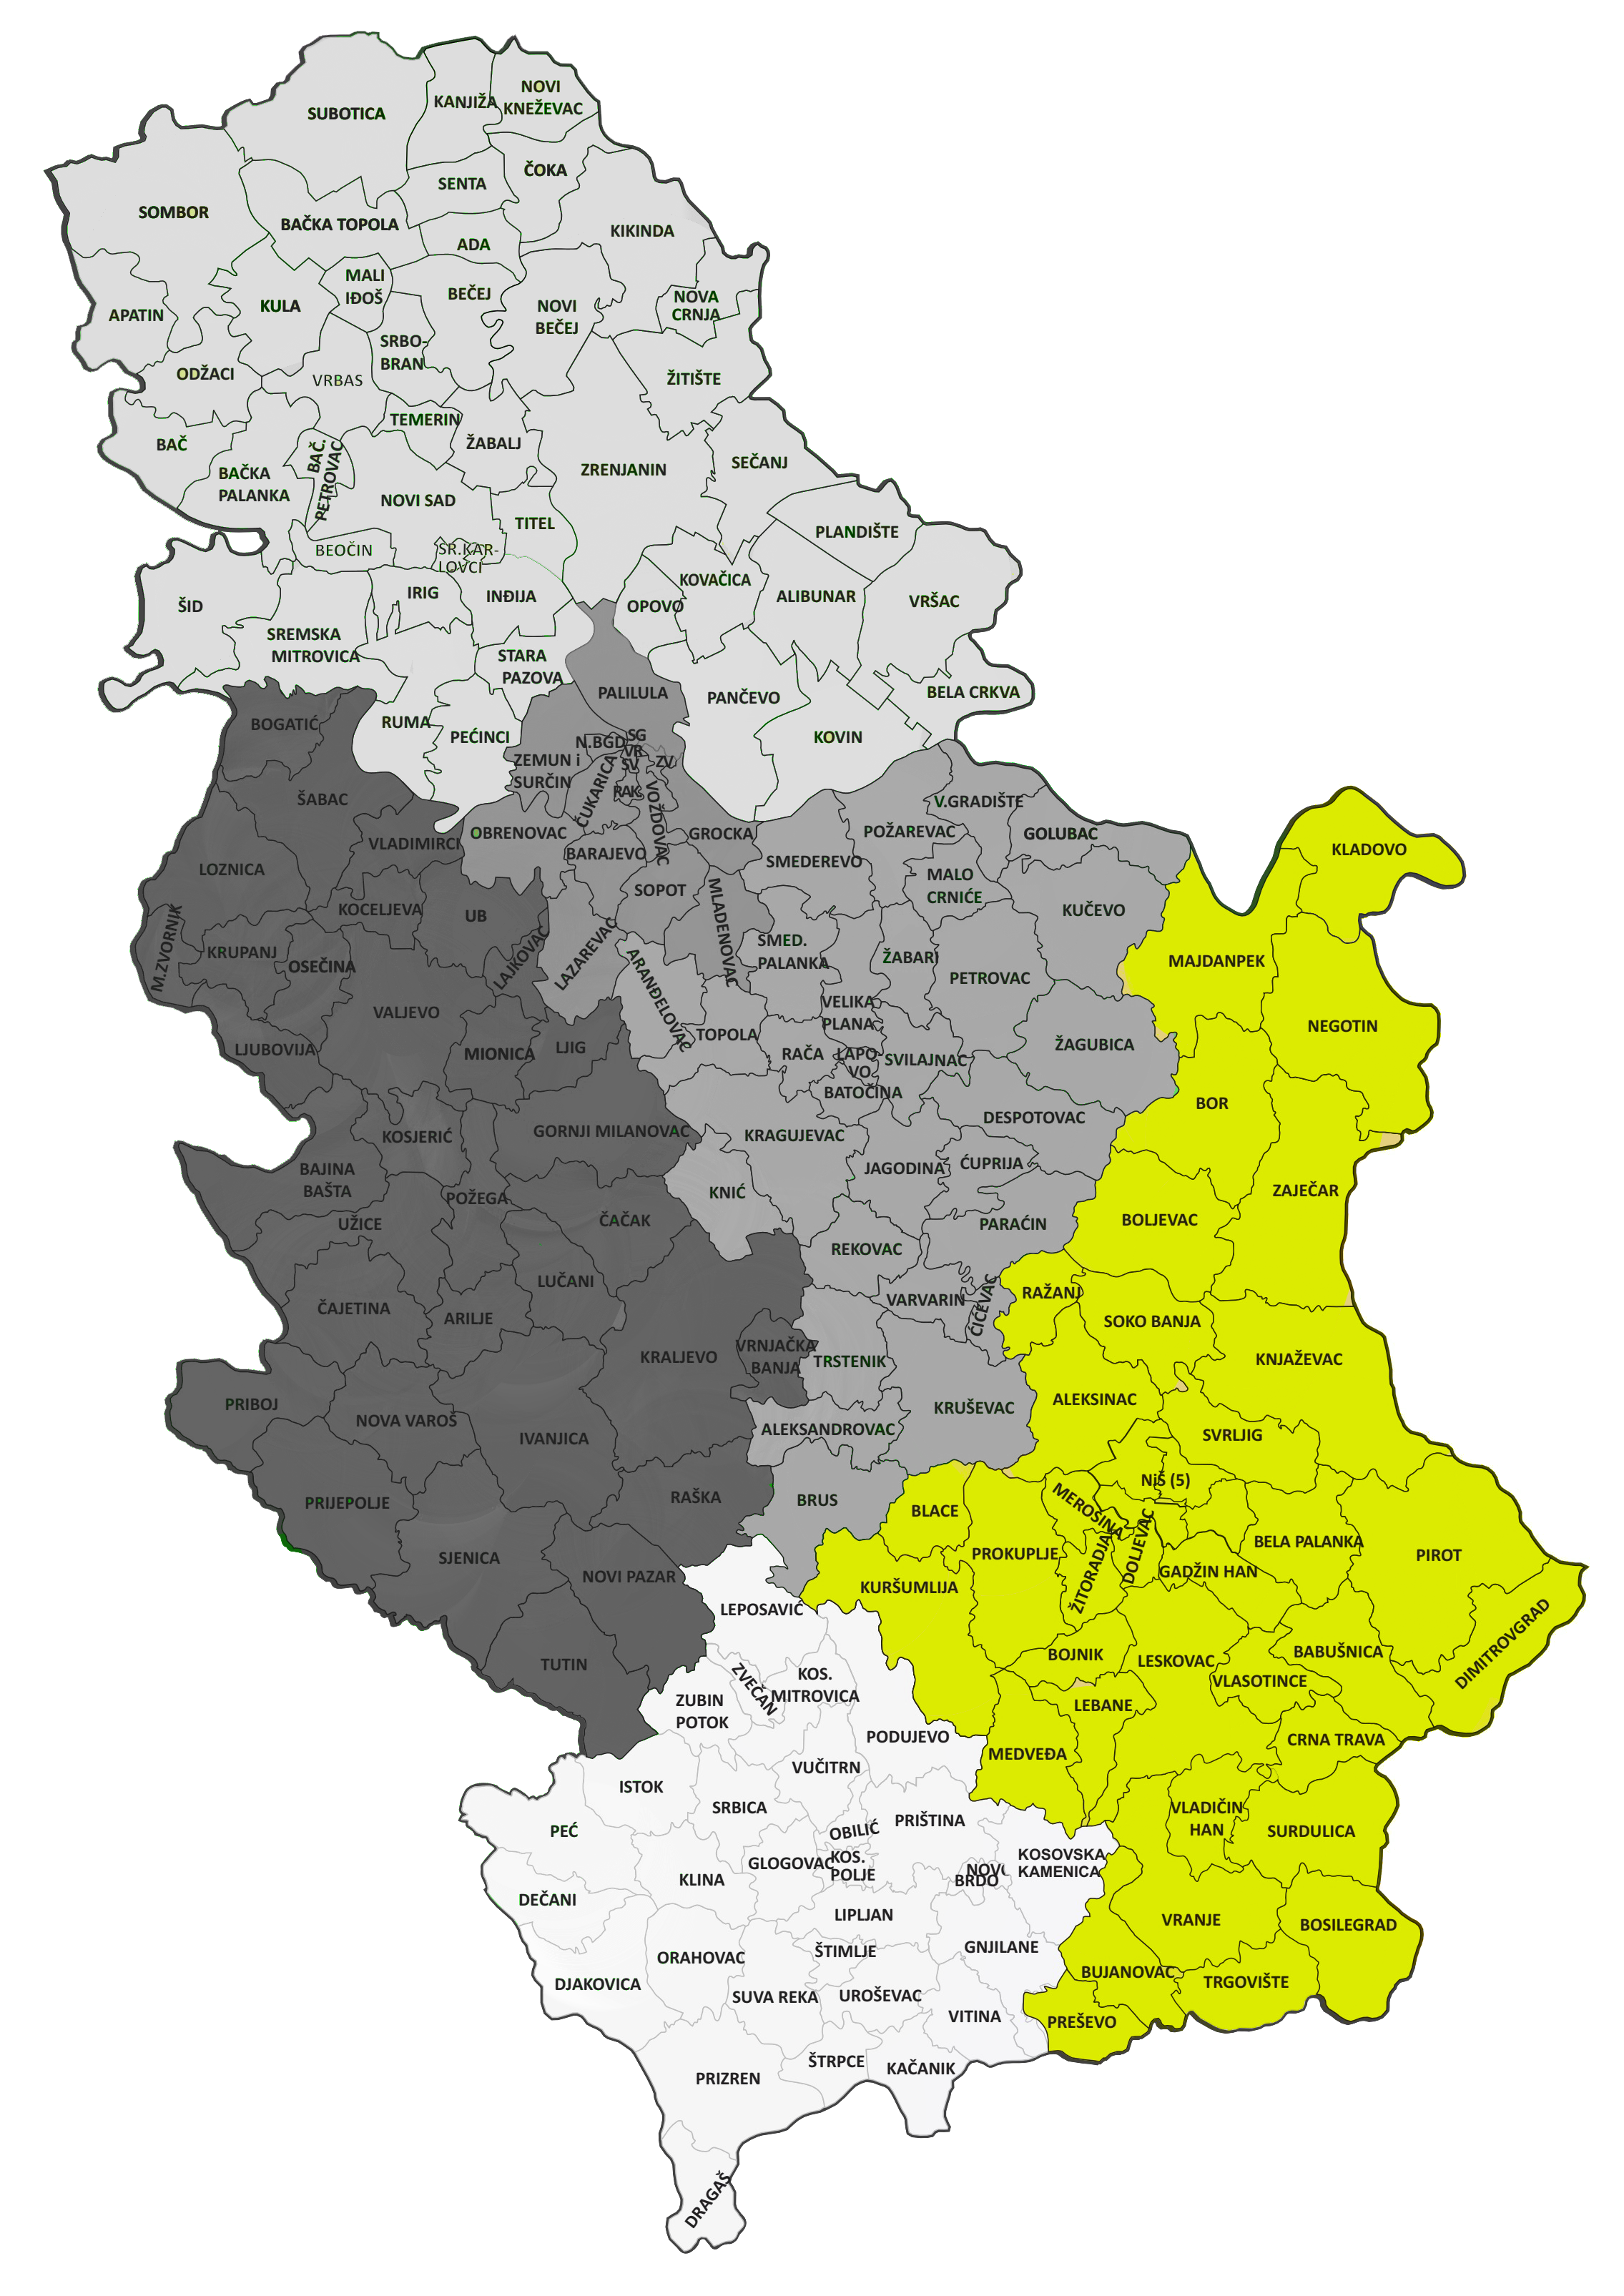 SUBOTICA
KANJIŽA
NOVI
KNEŽEVAC
SENTA
ČOKA
SOMBOR
BAČKA TOPOLA
ADA
KIKINDA
APATIN
KULA
MALI
IĐOŠ
BEČEJ
NOVI
BEČEJ
NOVA
CRNJA
SRBO-
BRAN
ODŽACI
VRBAS
ŽITIŠTE
TEMERIN
BAČ
ŽABALJ
BAČKA
PALANKA
BAČ.
PETROVAC
NOVI SAD
ZRENJANIN
SEČANJ
TITEL
PLANDIŠTE
BEOČIN
SR.KAR-
LOVCI
ŠID
IRIG
INĐIJA
OPOVO
KOVAČICA
ALIBUNAR
VRŠAC
SREMSKA
MITROVICA
STARA
PAZOVA
PALILULA
PANČEVO
BELA CRKVA
BOGATIĆ
RUMA
PEĆINCI
KOVIN
N.BGD
SG
VR
SV
ZV
ZEMUN i
SURČIN
ČUKARICA
RAK.
VOŽDOVAC
ŠABAC
V.GRADIŠTE
VLADIMIRCI
OBRENOVAC
BARAJEVO
GROCKA
SMEDEREVO
POŽAREVAC
GOLUBAC
KLADOVO
LOZNICA
SOPOT
MLADENOVAC
MALO
CRNIĆE
KOCELJEVA
UB
KUČEVO
M.ZVORNIK
KRUPANJ
OSEČINA
LAJKOVAC
LAZAREVAC
ARANĐELOVAC
SMED.
PALANKA
ŽABARI
PETROVAC
MAJDANPEK
VALJEVO
VELIKA
PLANA
NEGOTIN
LJUBOVIJA
MIONICA
LJIG
TOPOLA
RAČA
LAPO-
VO
SVILAJNAC
ŽAGUBICA
BATOČINA
BOR
KOSJERIĆ
GORNJI MILANOVAC
KRAGUJEVAC
DESPOTOVAC
BAJINA
BAŠTA
POŽEGA
KNIĆ
JAGODINA
ĆUPRIJA
ZAJEČAR
UŽICE
ČAČAK
REKOVAC
PARAĆIN
BOLJEVAC
ČAJETINA
ARILJE
LUČANI
VARVARIN
ĆIĆEVAC
RAŽANJ
SOKO BANJA
KRALJEVO
VRNJAČKA
BANJA
TRSTENIK
KNJAŽEVAC
PRIBOJ
NOVA VAROŠ
IVANJICA
ALEKSANDROVAC
KRUŠEVAC
ALEKSINAC
SVRLJIG
PRIJEPOLJE
RAŠKA
BRUS
BLACE
MEROŠINA
NiŠ (5)
SJENICA
NOVI PAZAR
KURŠUMLIJA
PROKUPLJE
ŽITORAĐA
DOLJEVAC
GADŽIN HAN
BELA PALANKA
PIROT
TUTIN
LEPOSAVIĆ
BOJNIK
LESKOVAC
VLASOTINCE
BABUŠNICA
DIMITROVGRAD
ZUBIN
POTOK
ZVEČAN
KOS.
MITROVICA
PODUJEVO
MEDVEĐA
LEBANE
CRNA TRAVA
ISTOK
VUČITRN
PEĆ
SRBICA
OBILIĆ
PRIŠTINA
VLADIČIN
HAN
SURDULICA
KLINA
GLOGOVAC
KOS.
POLJE
BRDO
KOSOVSKA
KAMENICA
DEČANI
LIPLJAN
VRANJE
BOSILEGRAD
ORAHOVAC
ŠTIMLJE
GNJILANE
DJAKOVICA
SUVA REKA
UROŠEVAC
VITINA
BUJANOVAC
TRGOVIŠTE
PREŠEVO
PRIZREN
ŠTRPCE
KAČANIK
DRAGAŠ